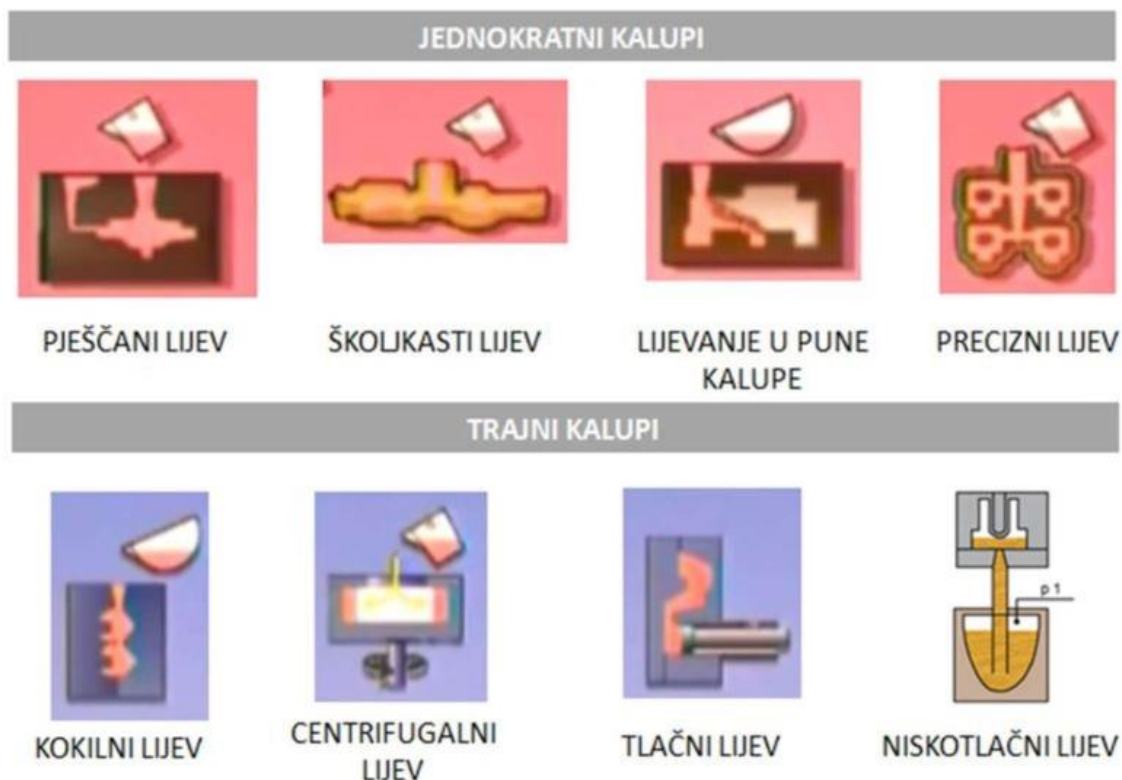 JEDNOKRATNI KALUPI
PJEŠČANI LIJEV
ŠKOLJKASTI LIJEV
LIJEVANJE U PUNE
KALUPE
PRECIZNI LIJEV
TRAJNI KALUPI
KOKILNI LIJEV
CENTRIFUGALNI
LIJEV
TLAČNI LIJEV
p 1
NISKOTLAČNI LIJEV